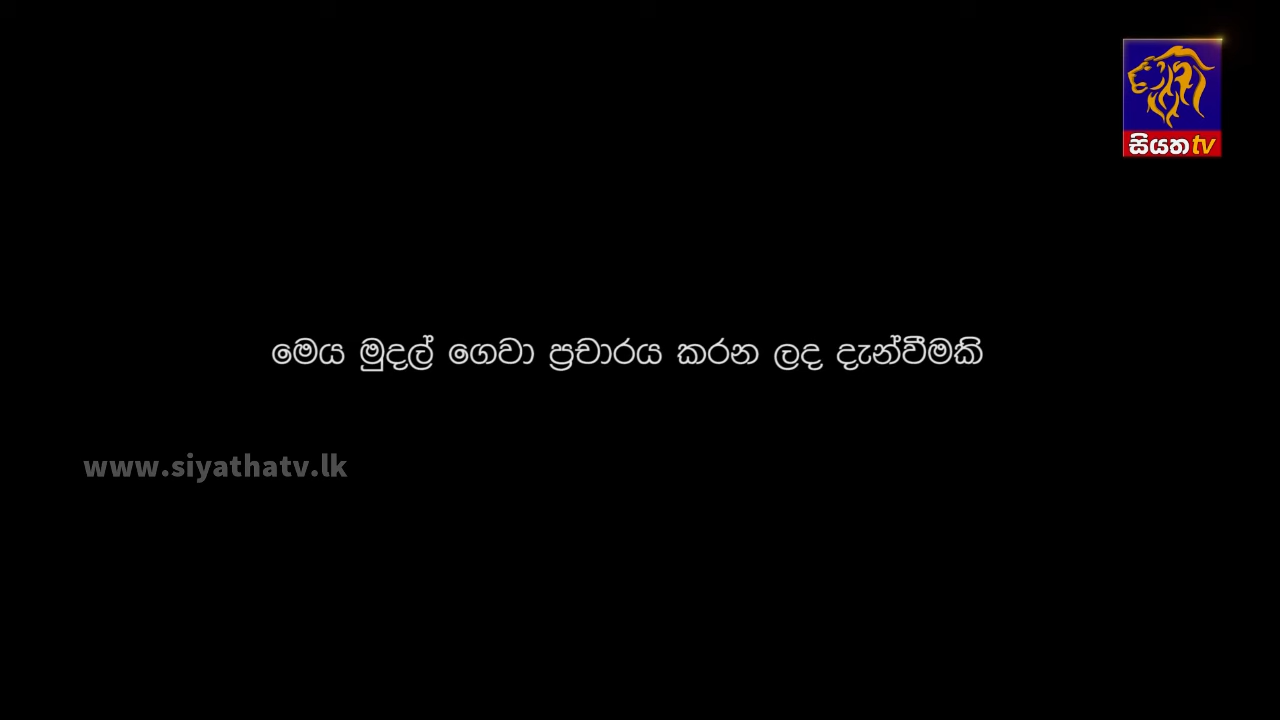 සියත tv
මෙය මුදල් ගෙවා ප්‍රචාරය කරන ලද දැන්වීමකි
www.siyathatv.lk